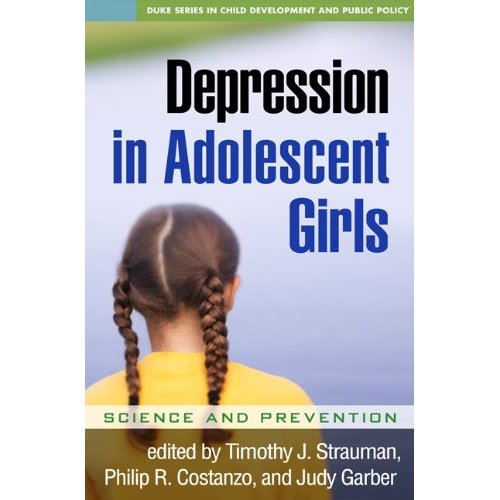 DUKE SERIES IN CHILD DEVELOPMENT AND PUBLIC POLICY
Depression
in Adolescent
Girls
SCIENCE AND PREVENTION
edited by Timothy J. Strauman,
Philip R. Costanzo, and Judy Garber